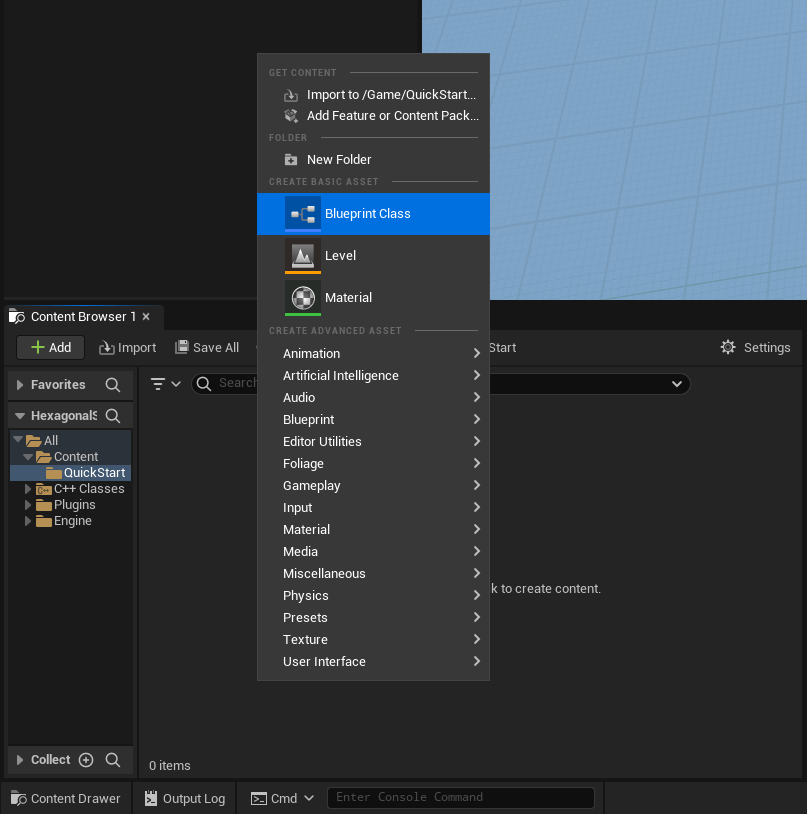 GET CONTENT
Import to /Game/QuickStart...
Add Feature or Content Pack...
FOLDER
New Folder
CREATE BASIC ASSET
Blueprint Class
Level
Material
CREATE ADVANCED ASSET
Animation
Artificial Intelligence
Audio
Blueprint
Editor Utilities
Foliage
Gameplay
Input
Material
Media
Miscellaneous
Physics
Presets
Texture
User Interface
Content Browser 1
Add Import Save All Start Settings
Favorites
Search
HexagonalS
All
Content
QuickStart
C++ Classes
Plugins
Engine
k to create content.
Collect
0 items
Content Drawer Output Log Cmd Enter Console Command